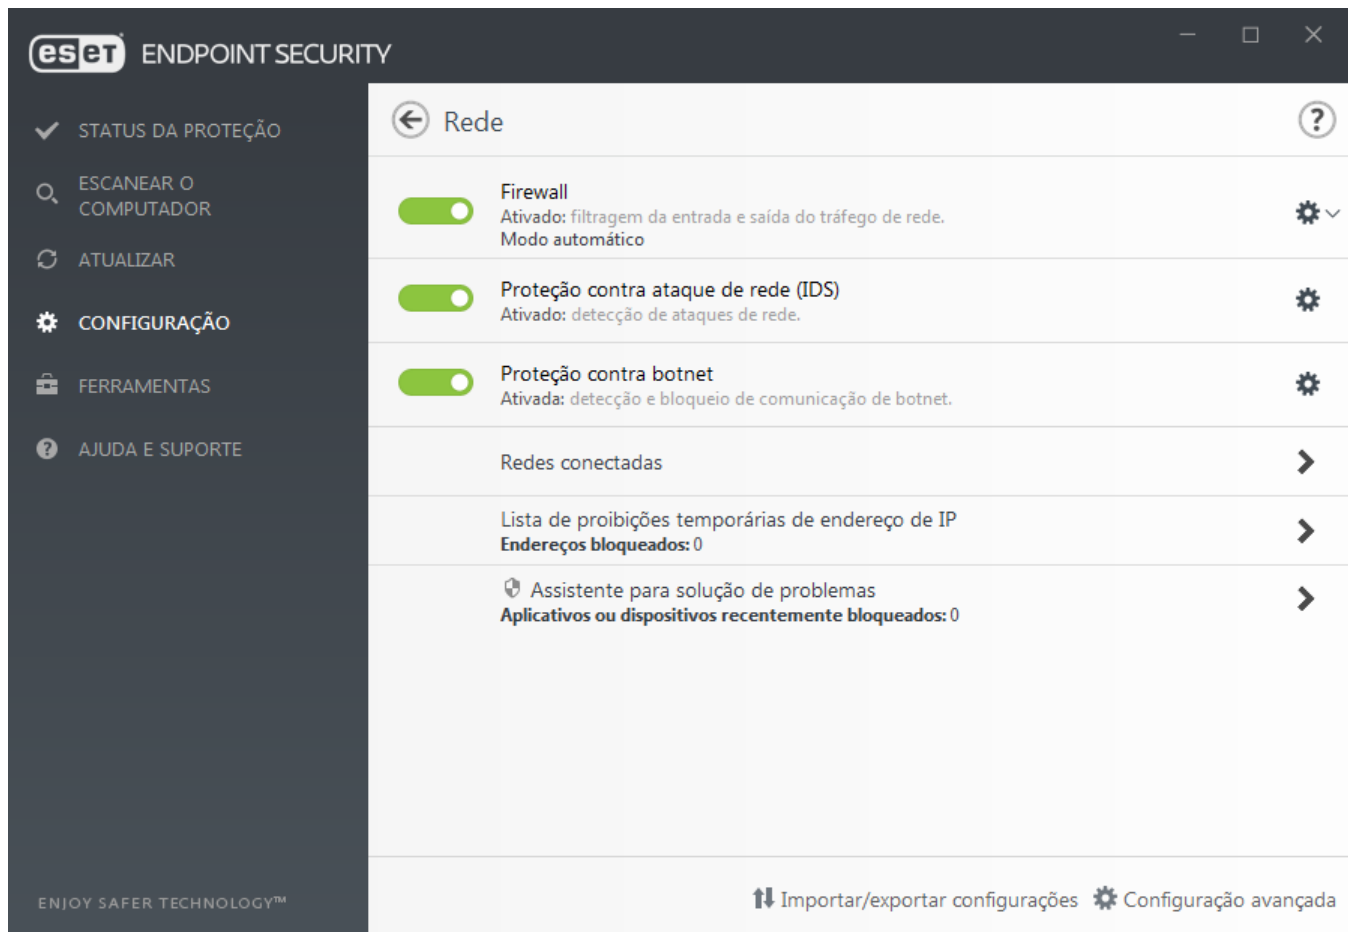 eset ENDPOINT SECURITY
STATUS DA PROTEÇÃO
ESCANEAR O
COMPUTADOR
ATUALIZAR
CONFIGURAÇÃO
FERRAMENTAS
AJUDA E SUPORTE
ENJOY SAFER TECHNOLOGY™
Rede
?
Firewall
Ativado: filtragem da entrada e saída do tráfego de rede.
Modo automático
Proteção contra ataque de rede (IDS)
Ativado: detecção de ataques de rede.
Proteção contra botnet
Ativada: detecção e bloqueio de comunicação de botnet.
Redes conectadas
Lista de proibições temporárias de endereço de IP
Endereços bloqueados: 0
Assistente para solução de problemas
Aplicativos ou dispositivos recentemente bloqueados: 0
Importar/exportar configurações Configuração avançada